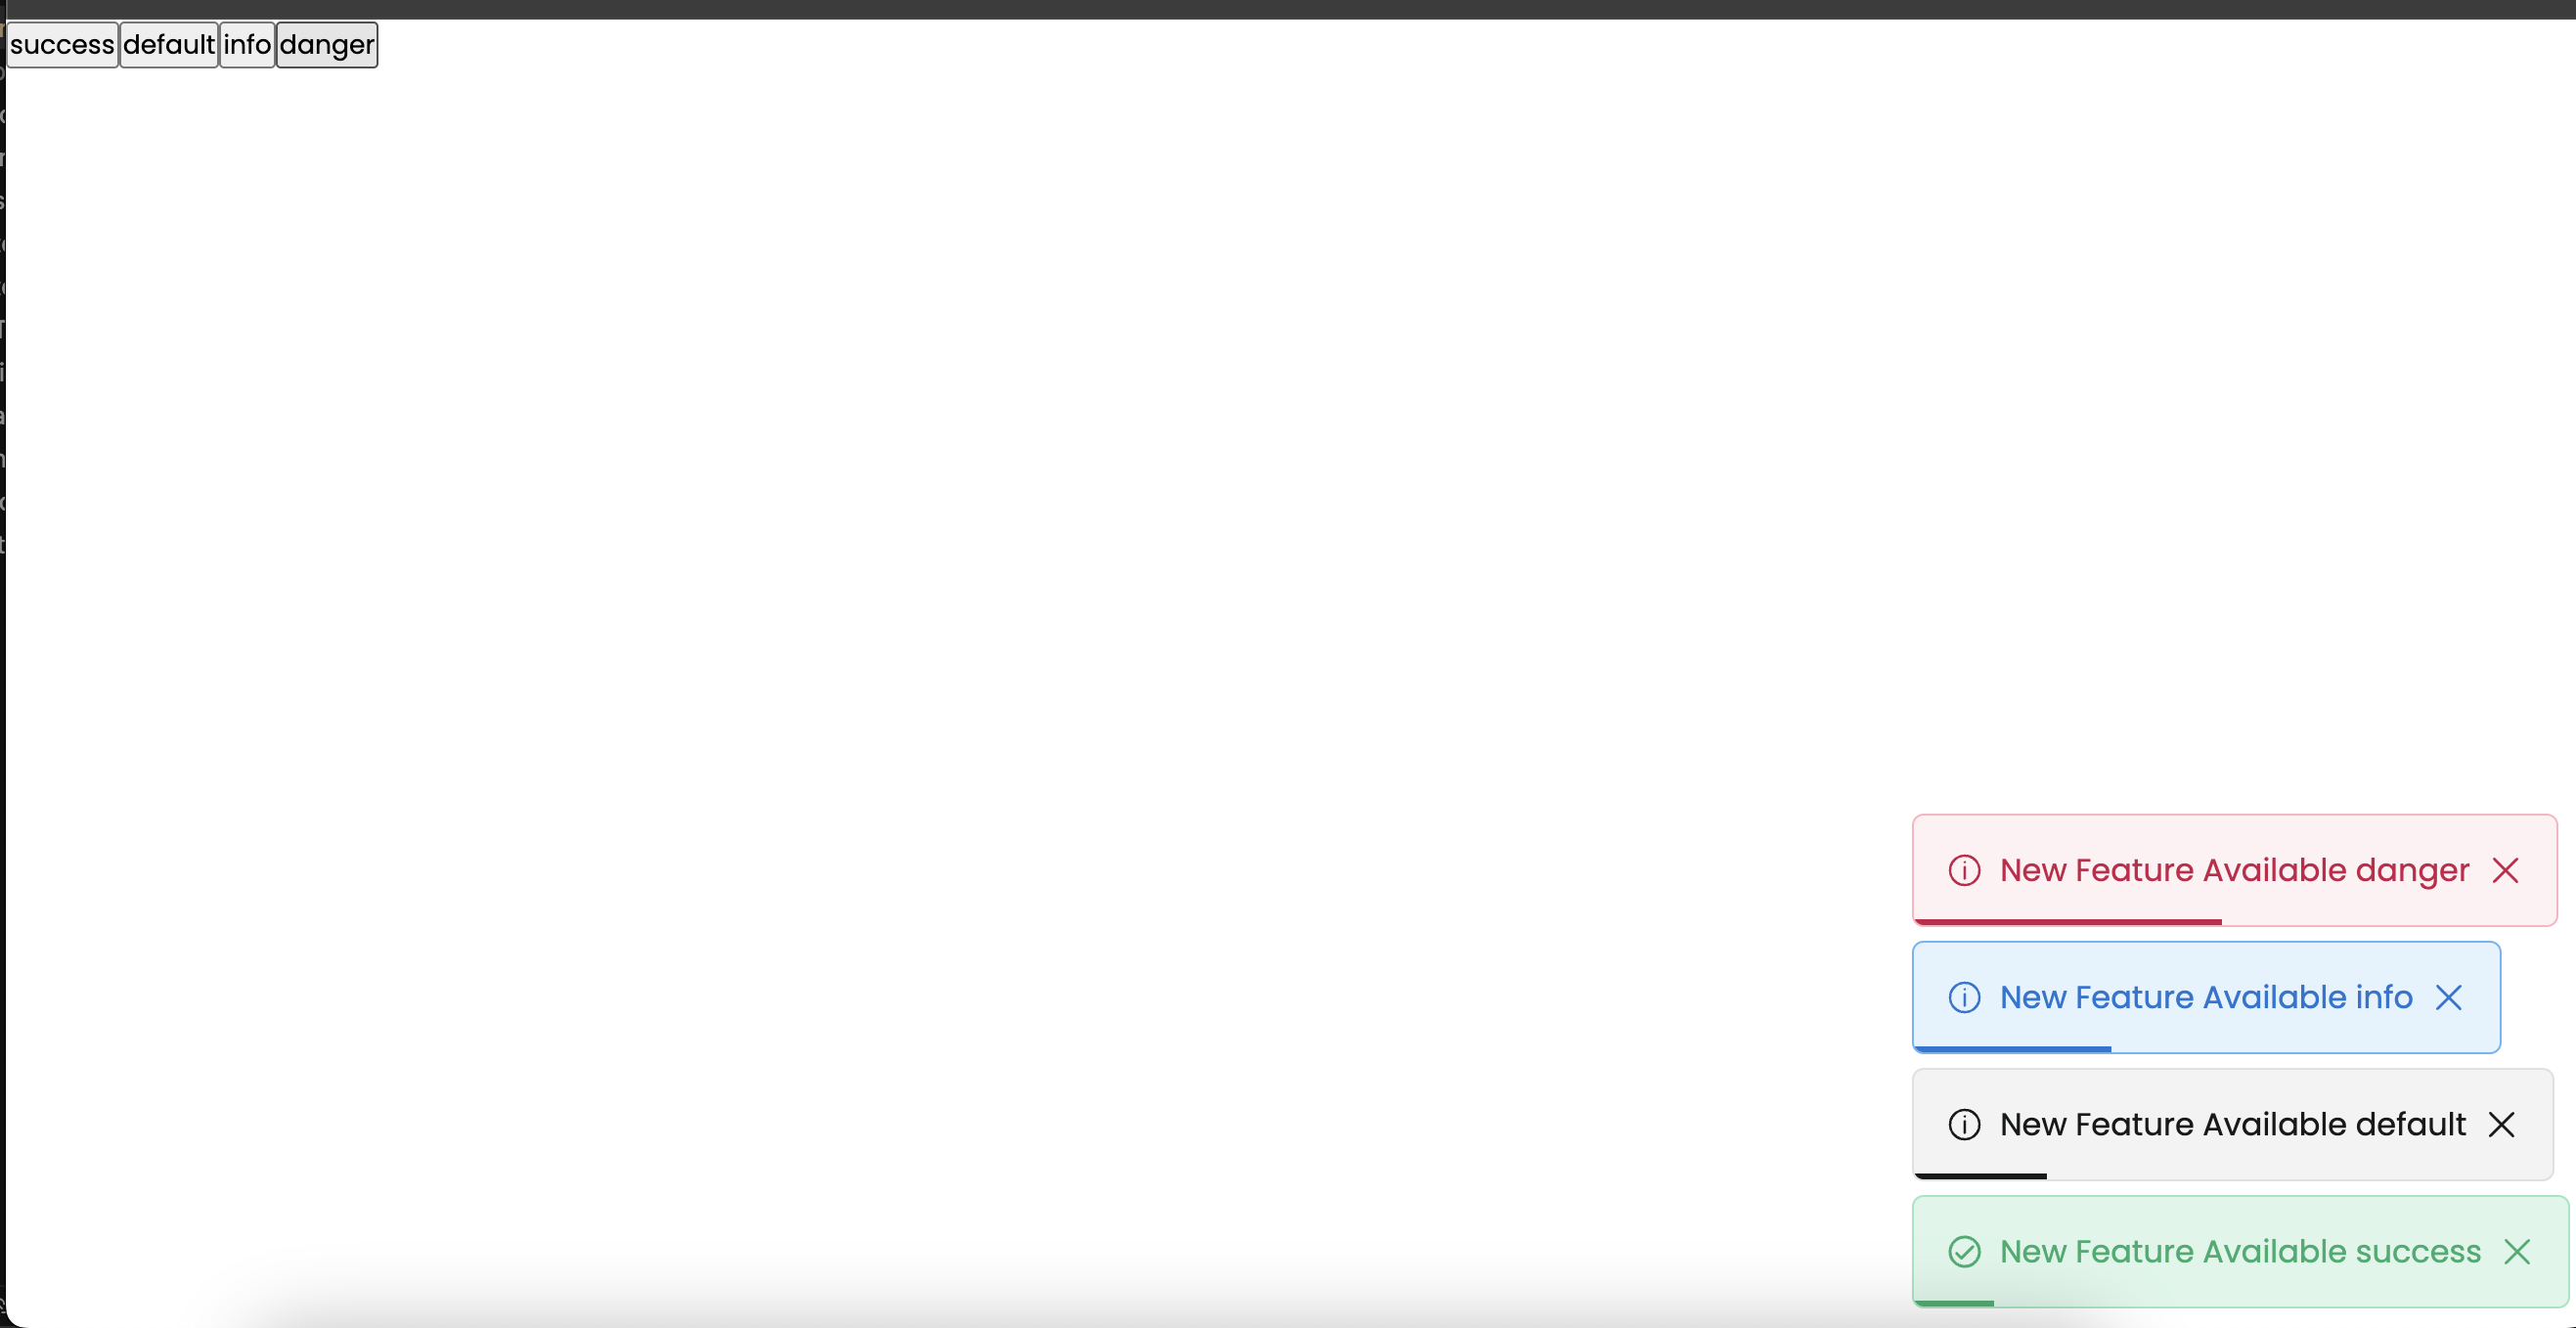 success default info danger
New Feature Available danger
New Feature Available info
New Feature Available default
New Feature Available success